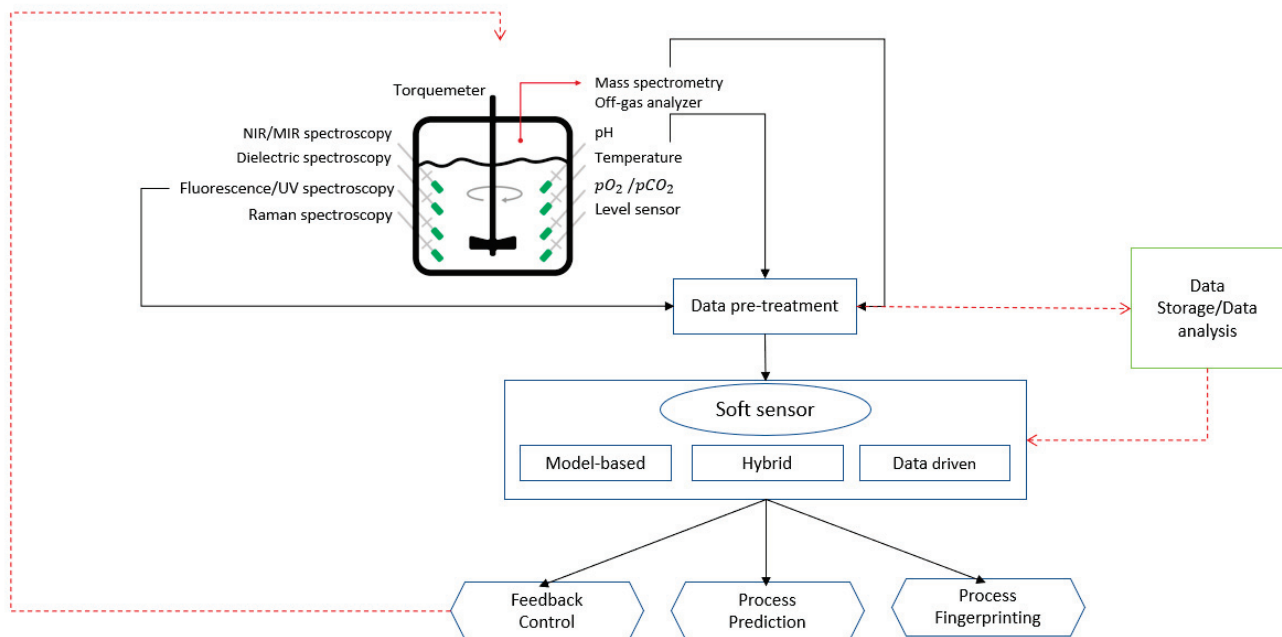 Torquemeter
Mass spectrometry
Off-gas analyzer
NIR/MIR spectroscopy
Dielectric spectroscopy
Fluorescence/UV spectroscopy
Raman spectroscopy
pH
Temperature
pO₂ /pCO₂
Level sensor
Data pre-treatment
Data
Storage/Data
analysis
Soft sensor
Model-based
Hybrid
Data driven
Feedback
Control
Process
Prediction
Process
Fingerprinting